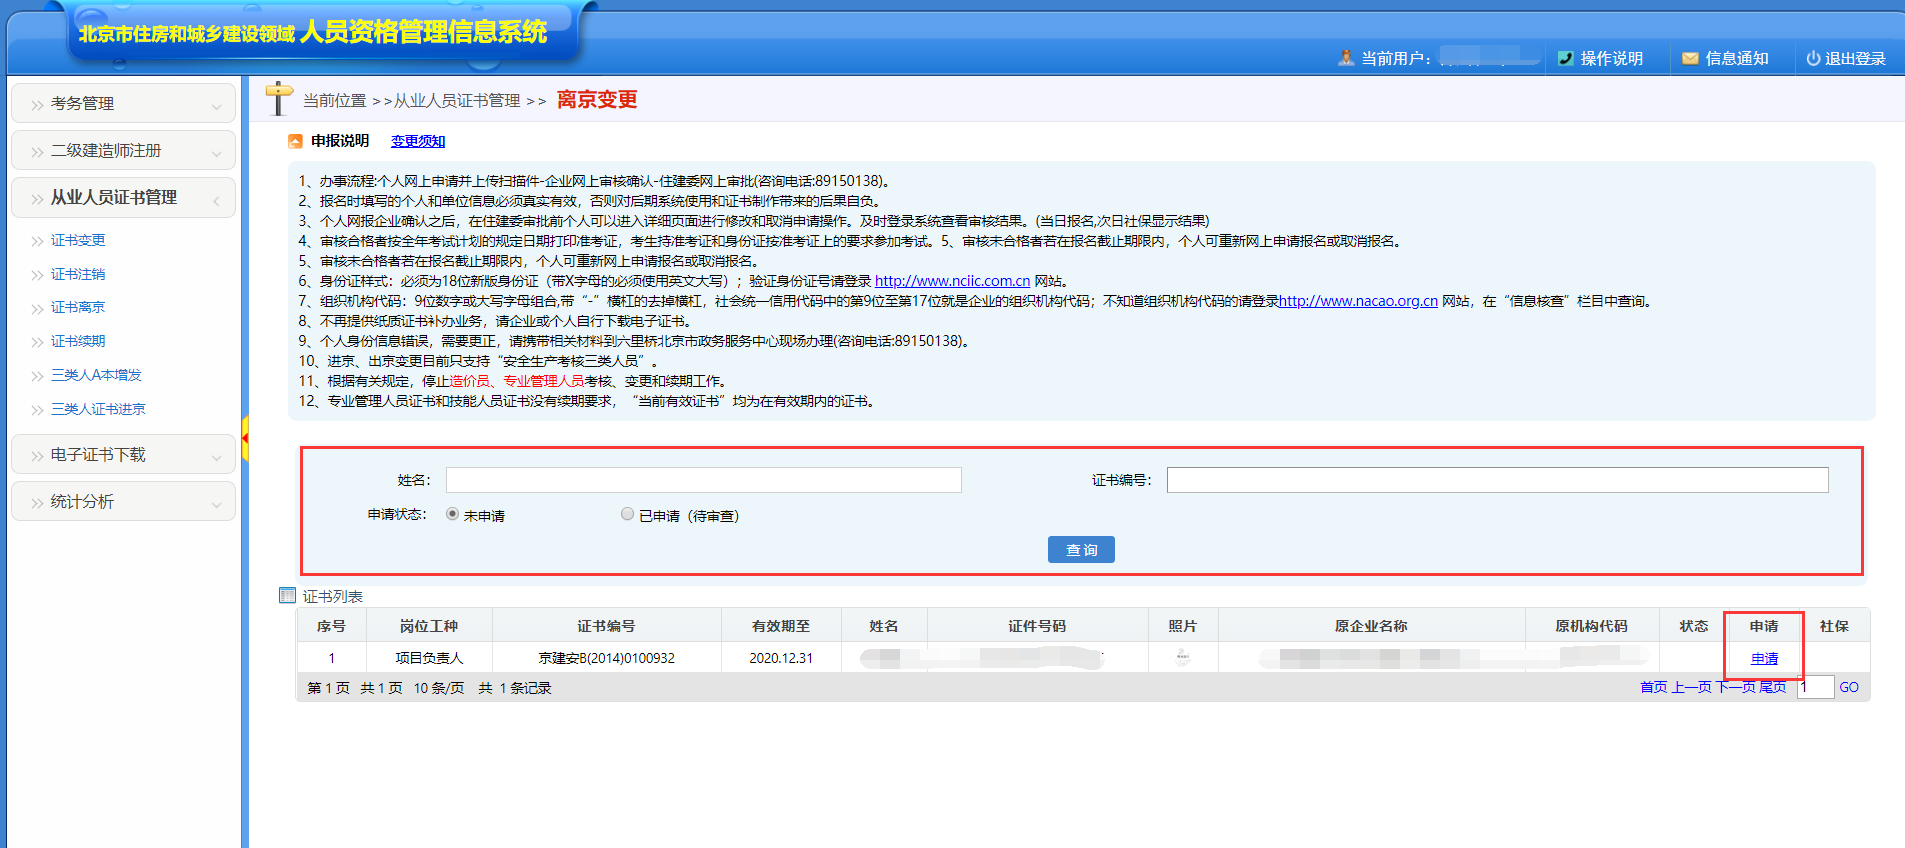 北京市住房和城乡建设领域 人员资格管理信息系统
当前用户： 操作说明 信息通知 退出登录
考务管理
二级建造师注册
从业人员证书管理
证书变更
证书注销
证书离京
证书续期
三类人A本增发
三类人证书进京
电子证书下载
统计分析
当前位置 >>从业人员证书管理 >> 离京变更
申报说明 变更须知
1、办事流程:个人网上申请并上传扫描件-企业网上审核确认-住建委网上审批(咨询电话:89150138)。
2、报名时填写的个人和单位信息必须真实有效，否则对后期系统使用和证书制作带来的后果自负。
3、个人网报企业确认之后，在住建委审批前个人可以进入详细页面进行修改和取消申请操作。及时登录系统查看审核结果。(当日报名,次日社保显示结果)
4、审核合格者按全年考试计划的规定日期打印准考证，考生持准考证和身份证按准考证上的要求参加考试。5、审核未合格者若在报名截止期限内，个人可重新网上申请报名或取消报名。
5、审核未合格者若在报名截止期限内，个人可重新网上申请报名或取消报名。
6、身份证样式：必须为18位新版身份证（带X字母的必须使用英文大写）；验证身份证号请登录 http://www.nciic.com.cn 网站。
7、组织机构代码：9位数字或大写字母组合,带“-”横杠的去掉横杠，社会统一信用代码中的第9位至第17位就是企业的组织机构代码；不知道组织机构代码的请登录http://www.nacao.org.cn 网站，在“信息核查”栏目中查询。
8、不再提供纸质证书补办业务，请企业或个人自行下载电子证书。
9、个人身份信息错误，需要更正，请携带相关材料到六里桥北京市政务服务中心现场办理(咨询电话:89150138)。
10、进京、出京变更目前只支持“安全生产考核三类人员”。
11、根据有关规定，停止造价员、专业管理人员考核、变更和续期工作。
12、专业管理人员证书和技能人员证书没有续期要求，“当前有效证书”均为在有效期内的证书。
姓名： 证书编号：
申请状态： 未申请 已申请（待审查）
查 询
证书列表
序号 岗位工种 证书编号 有效期至 姓名 证件号码 照片 原企业名称 原机构代码 状态 申请 社保
1 项目负责人 京建安B(2014)0100932 2020.12.31 申请
第 1 页 共 1 页 10 条/页 共 1 条记录 首页 上一页 下一页 尾页 1 GO